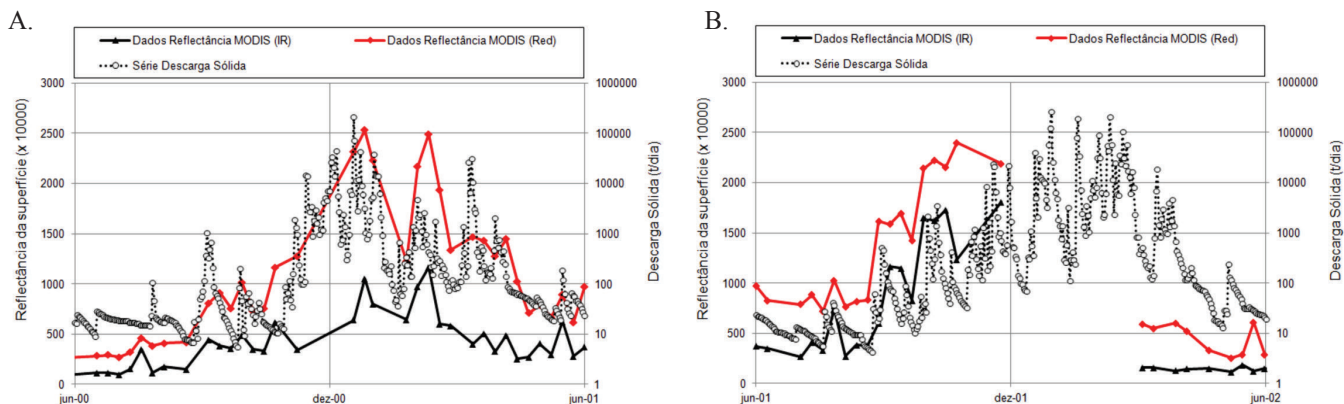 A.
Dados Reflectância MODIS (IR)
Dados Reflectância MODIS (Red)
Série Descarga Sólida
Reflectância da superfície (x 10000)
3000
2500
2000
1500
1000
500
0
1000000
100000
10000
1000
100
10
1
Descarga Sólida (t/dia)
jun-00
dez-00
jun-01
B.
Dados Reflectância MODIS (IR)
Dados Reflectância MODIS (Red)
Série Descarga Sólida
Reflectância da superfície (x 10000)
3000
2500
2000
1500
1000
500
0
1000000
100000
10000
1000
100
10
1
Descarga Sólida (t/dia)
jun-01
dez-01
jun-02